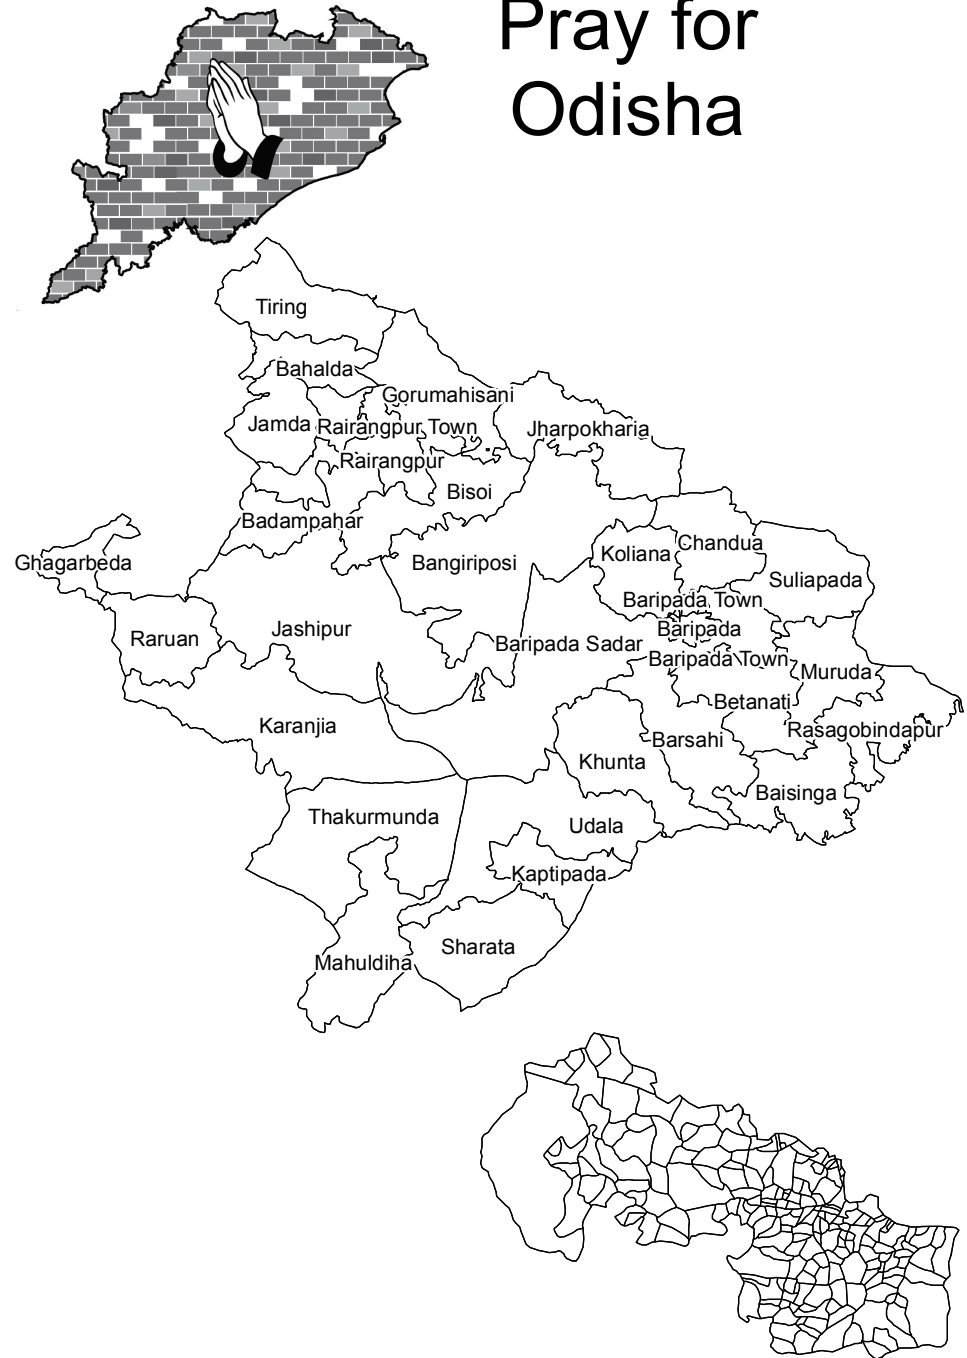 Pray for
Odisha
Tiring
Bahalda
Gorumahisani
Jamda
Rairangpur Town
Jharpokharia
Rairangpur
Bisoi
Badampahar
Ghagarbeda
Bangiriposi
Koliana
Chandua
Suliapada
Baripada Town
Raruan
Jashipur
Baripada Sadar
Baripada
Baripada Town
Muruda
Betanati
Karanjia
Barsahi
Rasagobindapur
Khunta
Baisinga
Thakurmunda
Udala
Kaptipada
Sharata
Mahuldiha